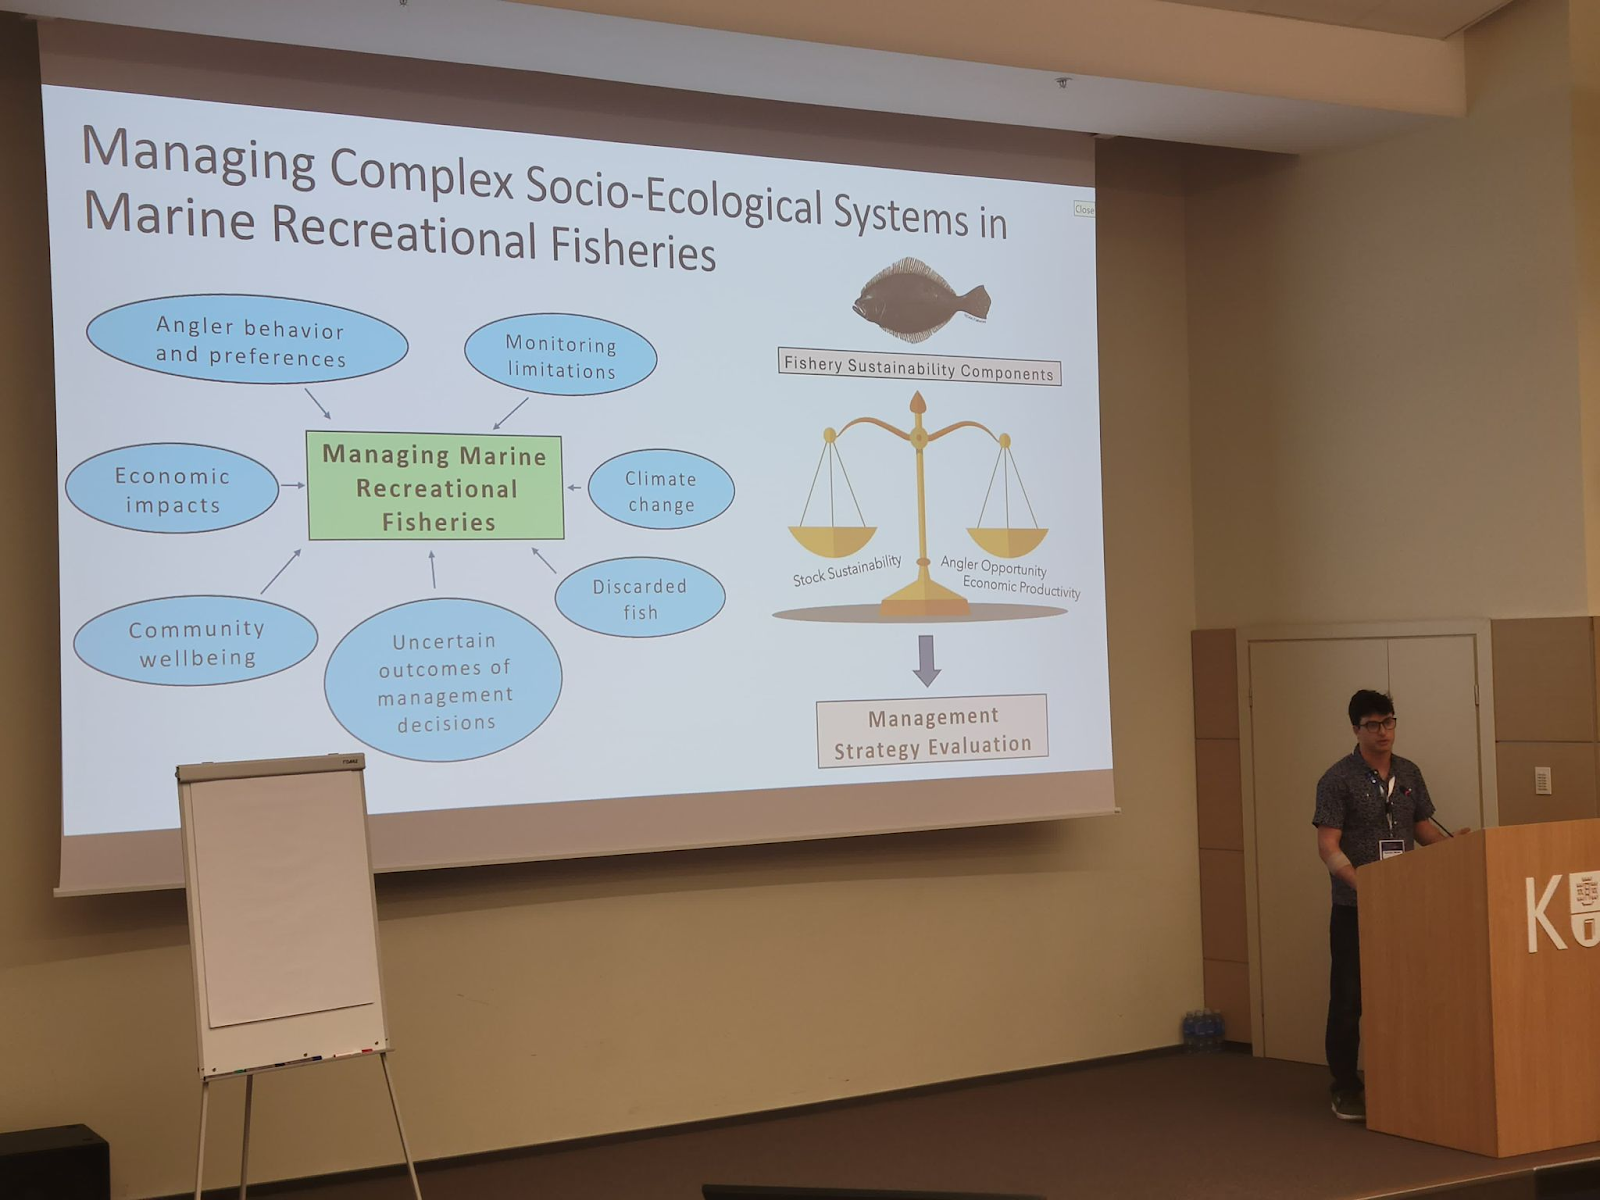 Managing Complex Socio-Ecological Systems in
Marine Recreational Fisheries
Close
Angler behavior
and preferences
Monitoring
limitations
Economic
impacts
Managing Marine
Recreational
Fisheries
Climate
change
Community
wellbeing
Uncertain
outcomes of
management
decisions
Discarded
fish
Fishery Sustainability Components
Stock Sustainability
Angler Opportunity
Economic Productivity
Management
Strategy Evaluation
K